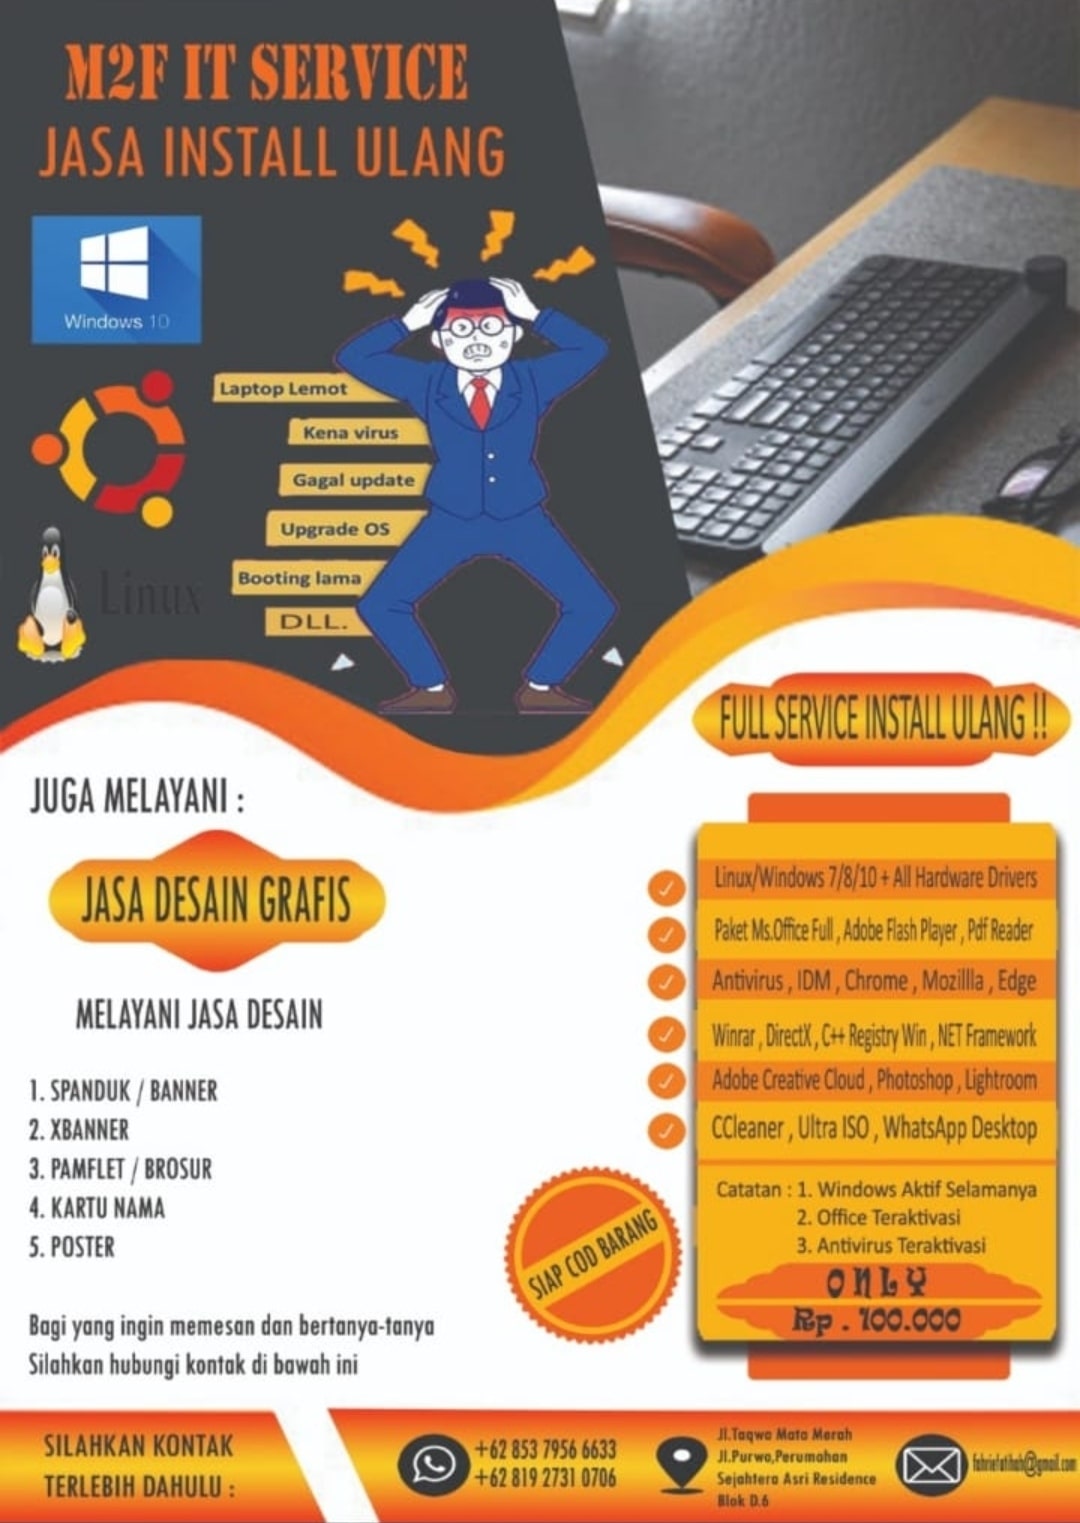 M2F IT SERVICE
JASA INSTALL ULANG
Windows 10
Laptop Lemot
Kena virus
Gagal update
Upgrade OS
Booting lama
DLL.
Linux
FULL SERVICE INSTALL ULANG !!
JUGA MELAYANI :
JASA DESAIN GRAFIS
MELAYANI JASA DESAIN
1. SPANDUK / BANNER
2. XBANNER
3. PAMFLET / BROSUR
4. KARTU NAMA
5. POSTER
Bagi yang ingin memesan dan bertanya-tanya
Silahkan hubungi kontak di bawah ini
Linux/Windows 7/8/10 + All Hardware Drivers
Paket Ms.Office Full , Adobe Flash Player , Pdf Reader
Antivirus , IDM , Chrome , Mozillla , Edge
Winrar , DirectX , C++ Registry Win , NET Framework
Adobe Creative Cloud , Photoshop , Lightroom
CCleaner , Ultra ISO , WhatsApp Desktop
Catatan : 1. Windows Aktif Selamanya
2. Office Teraktivasi
3. Antivirus Teraktivasi
ONLY
Rp . 100.000
SIAP COD BARANG
SILAHKAN KONTAK
TERLEBIH DAHULU :
+62 853 7956 6633
+62 819 2731 0706
Jl.Taqwa Mata Merah
Jl.Purwo,Perumahan
Sejahtera Asri Residence
Blok D.6
fahriefatihah@gmail.com